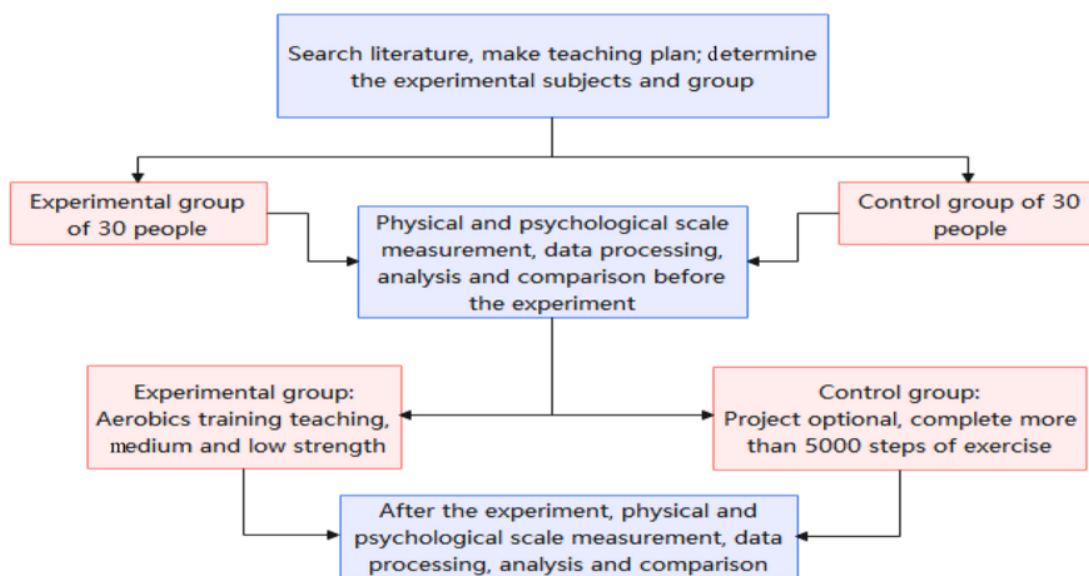 Search literature, make teaching plan; determine
the experimental subjects and group
Experimental group
of 30 people
Control group of 30
people
Physical and psychological scale
measurement, data processing,
analysis and comparison before
the experiment
Experimental group:
Aerobics training teaching,
medium and low strength
Control group:
Project optional, complete more
than 5000 steps of exercise
After the experiment, physical and
psychological scale measurement, data
processing, analysis and comparison